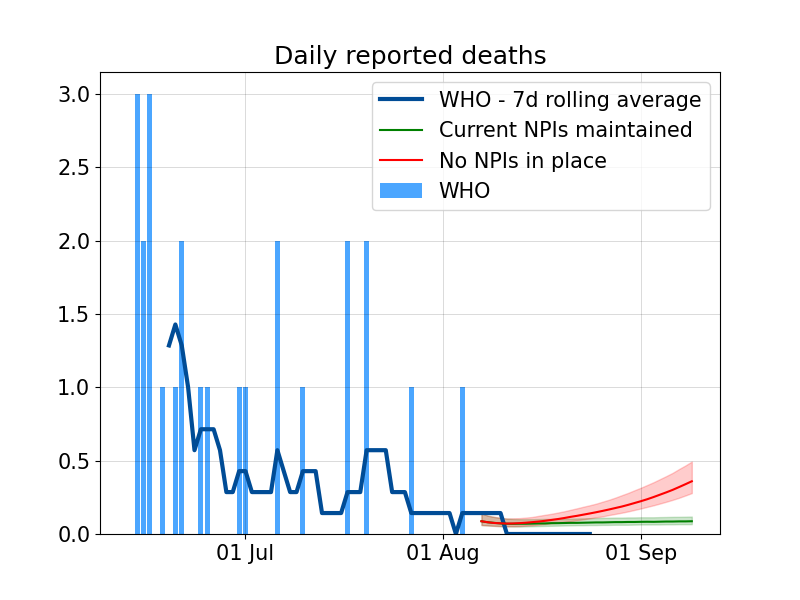 Daily reported deaths
3.0
2.5
2.0
1.5
1.0
0.5
0.0
WHO - 7d rolling average
Current NPIs maintained
No NPIs in place
WHO
01 Jul
01 Aug
01 Sep